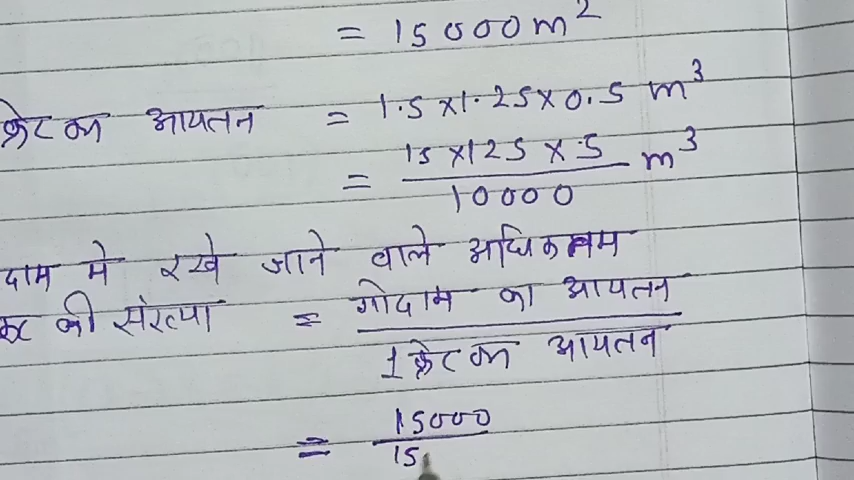 = 15000m²
क्रेट का आयतन = 1.5×1.25×0.5 m³
= 15×125×.5 / 10000 m³
दाम मे रखे जाने वाले अधिकतम
की संख्या = गोदाम का आयतन / 1 क्रेट का आयतन
= 15000 / 15